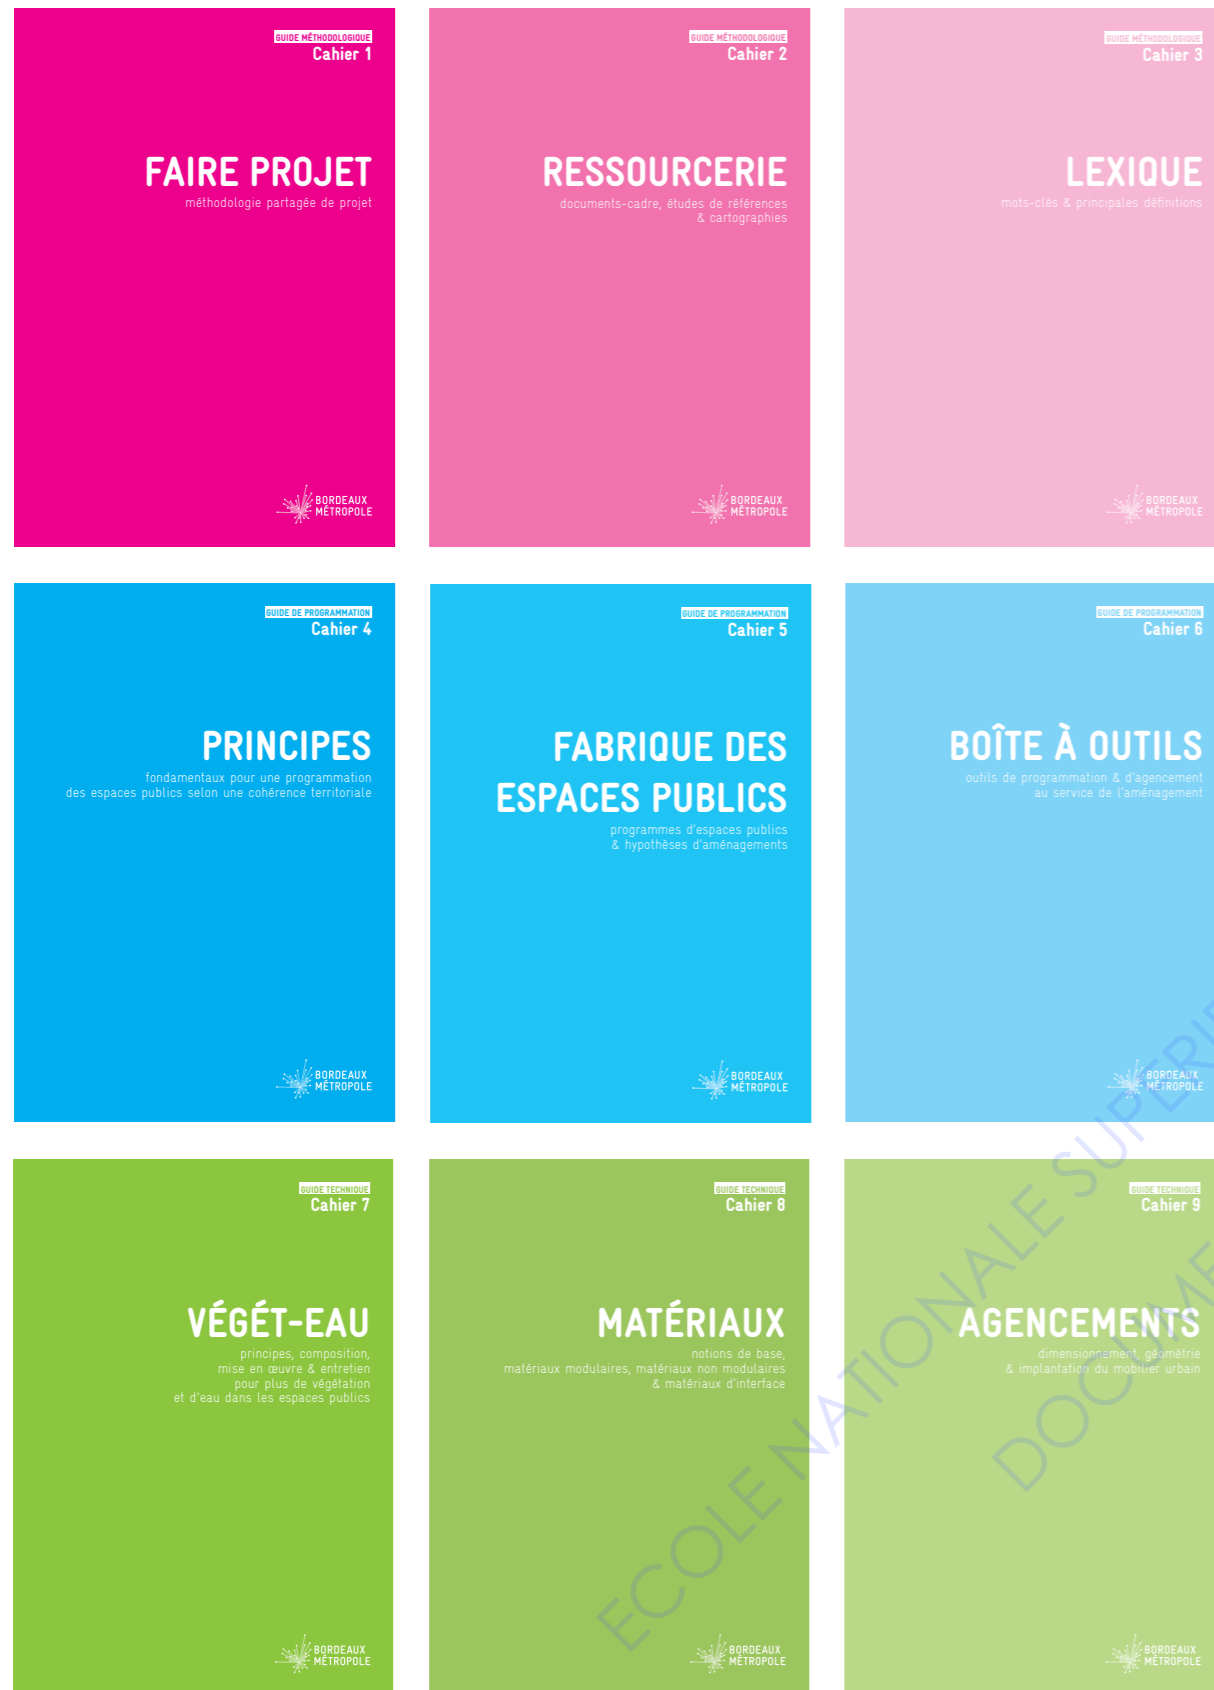 GUIDE MÉTHODOLOGIQUE
Cahier 1
FAIRE PROJET
méthodologie partagée de projet
BORDEAUX
MÉTROPOLE
GUIDE MÉTHODOLOGIQUE
Cahier 2
RESSOURCERIE
documents-cadre, études de références
& cartographies
BORDEAUX
MÉTROPOLE
GUIDE MÉTHODOLOGIQUE
Cahier 3
LEXIQUE
mots-clés & principales définitions
BORDEAUX
MÉTROPOLE
GUIDE DE PROGRAMMATION
Cahier 4
PRINCIPES
fondamentaux pour une programmation
des espaces publics selon une cohérence territoriale
BORDEAUX
MÉTROPOLE
GUIDE DE PROGRAMMATION
Cahier 5
FABRIQUE DES
ESPACES PUBLICS
programmes d'espaces publics
& hypothèses d'aménagements
BORDEAUX
MÉTROPOLE
GUIDE DE PROGRAMMATION
Cahier 6
BOÎTE À OUTILS
outils de programmation & d'agencement
au service de l'aménagement
BORDEAUX
MÉTROPOLE
GUIDE TECHNIQUE
Cahier 7
VÉGÉT-EAU
principes, composition,
mise en œuvre & entretien
pour plus de végétation
et d'eau dans les espaces publics
BORDEAUX
MÉTROPOLE
GUIDE TECHNIQUE
Cahier 8
MATÉRIAUX
notions de base,
matériaux modulaires, matériaux non modulaires
& matériaux d'interface
BORDEAUX
MÉTROPOLE
GUIDE TECHNIQUE
Cahier 9
AGENCEMENTS
dimensionnement, géométrie
& implantation du mobilier urbain
BORDEAUX
MÉTROPOLE
ECOLE NATIONALE SUPERIE
DOCUME